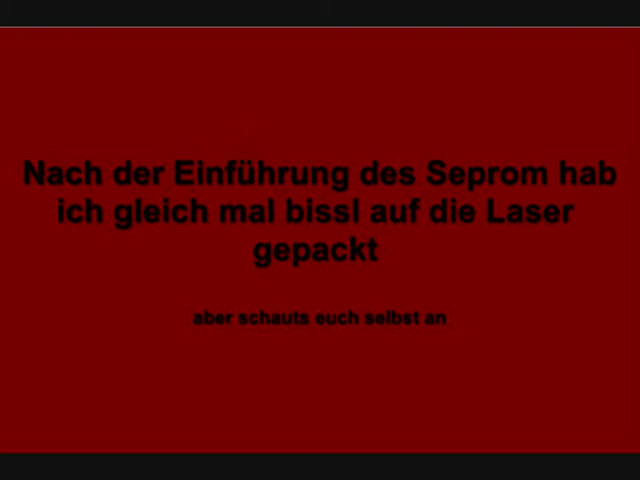 Nach der Einführung des Seprom hab
ich gleich mal bissl auf die Laser
gepackt
aber schauts euch selbst an